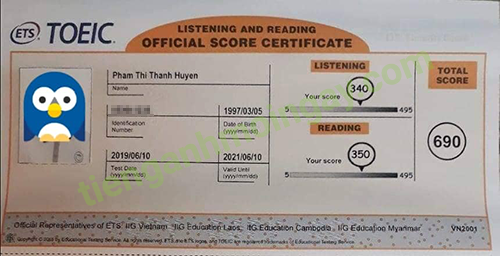 ETS TOEIC
LISTENING AND READING
OFFICIAL SCORE CERTIFICATE
Pham Thi Thanh Huyen
Name
Identification
Number
1997/03/05
Date of Birth
(yyyy/mm/dd)
2019/06/10
Test Date
(yyyy/mm/dd)
2021/06/10
Valid Until
(yyyy/mm/dd)
LISTENING
Your score
340
5
495
READING
Your score
350
5
495
TOTAL
SCORE
690
Official Representatives of ETS IIG Vietnam, IIG Education Laos, IIG Education Cambodia, IIG Education Myanmar
VN2001